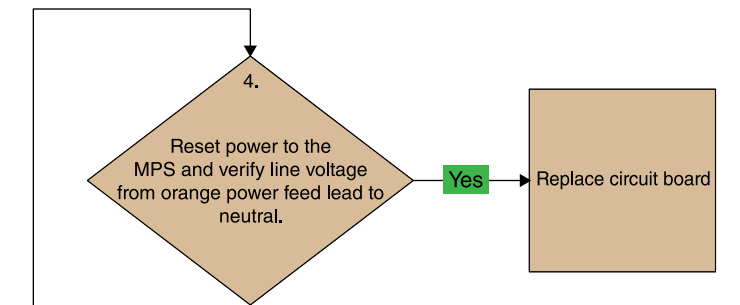 4.
Reset power to the
MPS and verify line voltage
from orange power feed lead to
neutral.
Yes
Replace circuit board